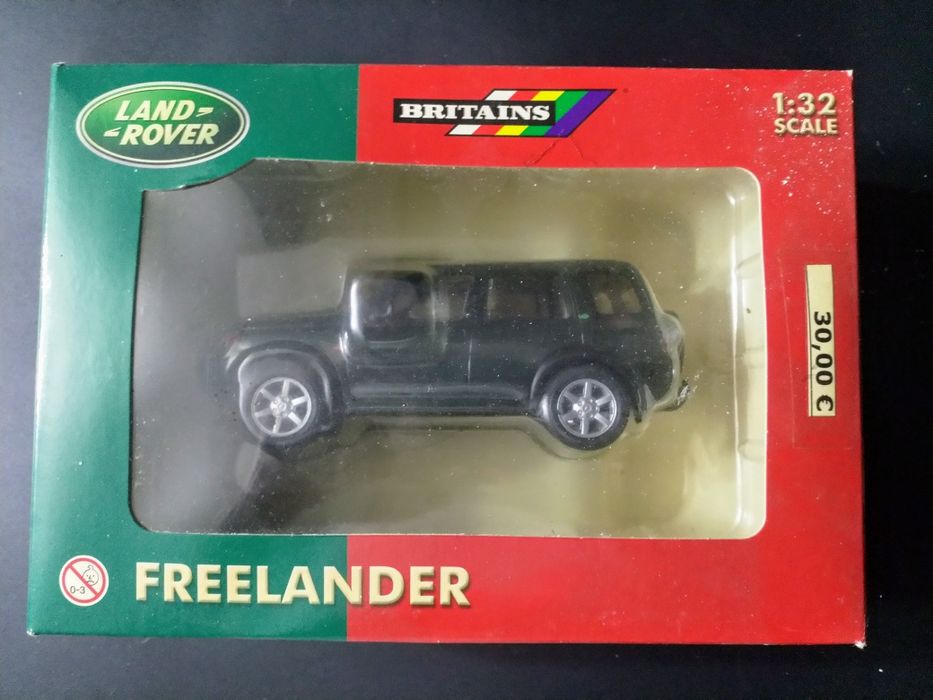 LAND-
-ROVER
BRITAINS
1:32
SCALE
30,00 €
0-3
FREELANDER